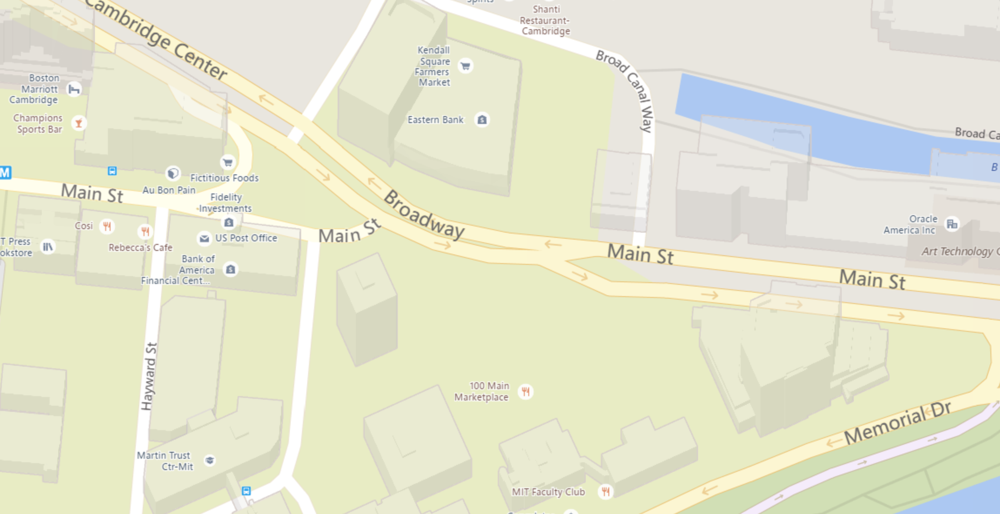 Cambridge Center
Shanti
Restaurant-
Cambridge
Kendall
Square
Farmers
Market
Broad Canal Way
Boston
Marriott
Cambridge
Champions
Sports Bar
Eastern Bank
M
Fictitious Foods
Au Bon Pain
Main St
Fidelity
Investments
Broadway
Main St
Main St
Main St
Cosi
Rebecca's Cafe
US Post Office
Bank of
America
Financial Cent...
T Press
okstore
Oracle
America Inc
Art Technology
Broad Ca
B
Hayward St
100 Main
Marketplace
Memorial Dr
Martin Trust
Ctr-Mit
MIT Faculty Club